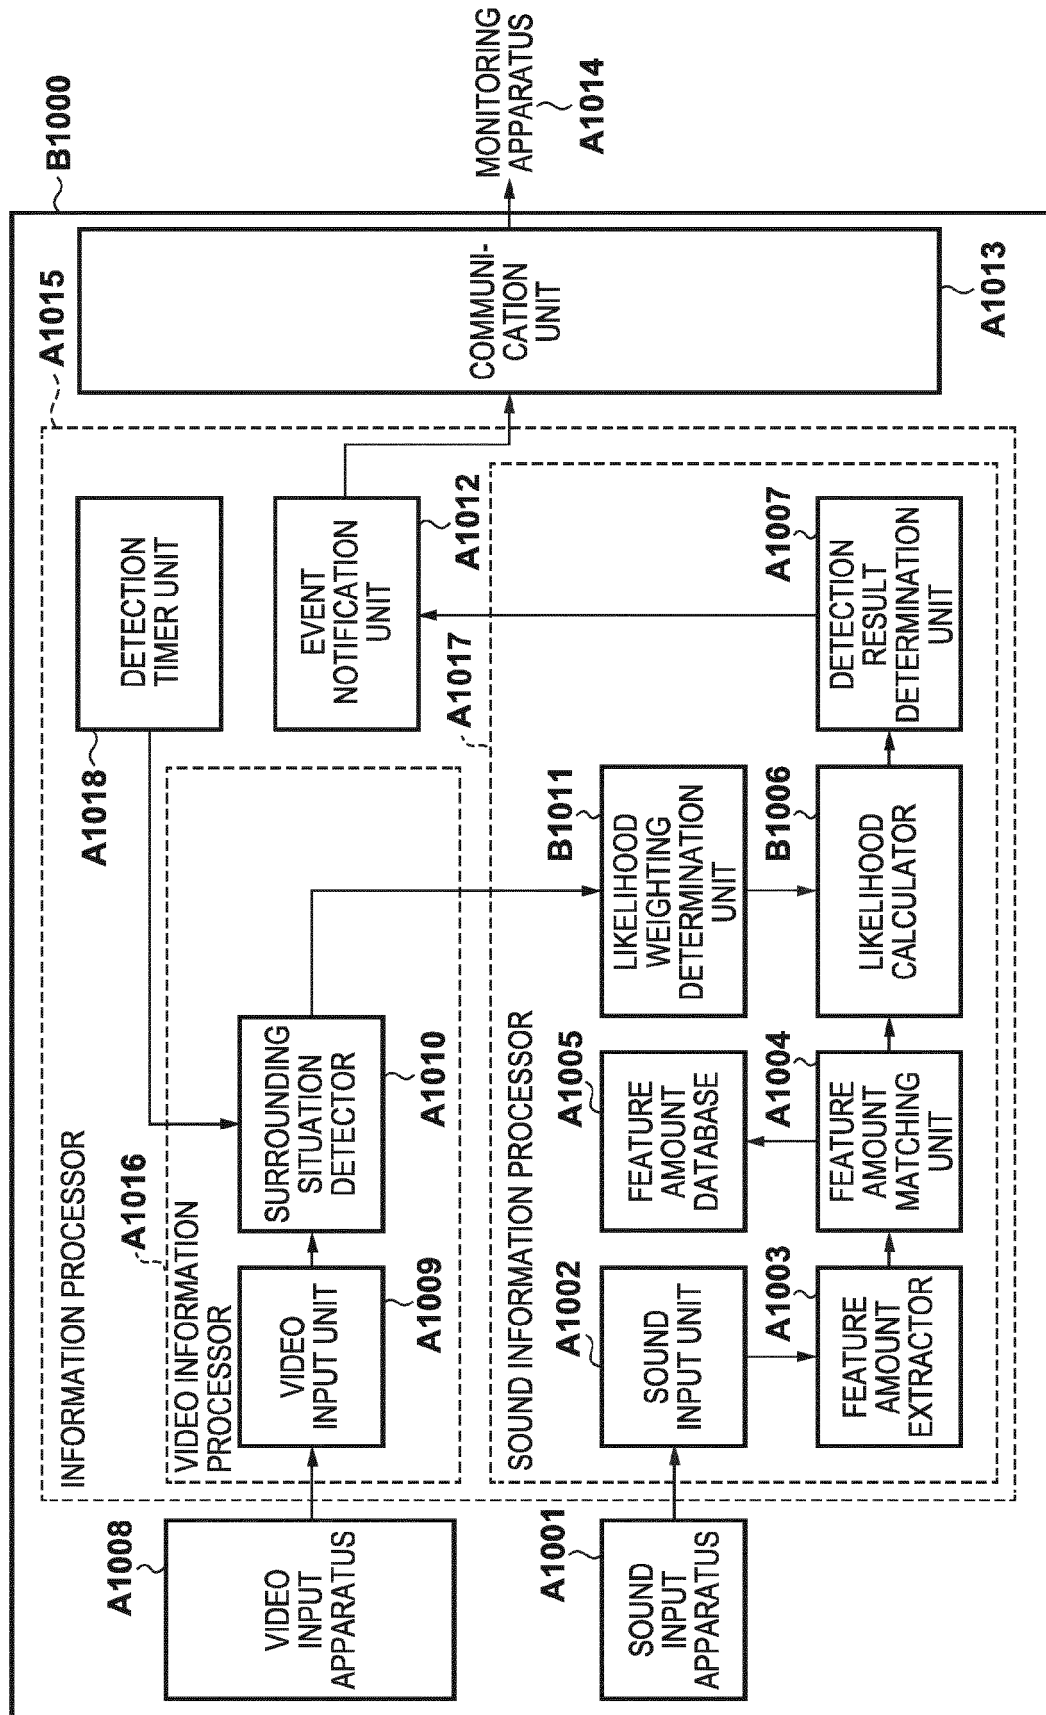 B1000
A1015
INFORMATION PROCESSOR
A1016
VIDEO INFORMATION
PROCESSOR
A1008
VIDEO
INPUT
APPARATUS
VIDEO
INPUT UNIT
A1009
SURROUNDING
SITUATION
DETECTOR
A1010
A1018
DETECTION
TIMER UNIT
EVENT
NOTIFICATION
UNIT
A1012
COMMUNI-
CATION
UNIT
A1013
MONITORING
APPARATUS
A1014
A1017
SOUND INFORMATION PROCESSOR
A1001
SOUND
INPUT
APPARATUS
A1002
SOUND
INPUT UNIT
A1005
FEATURE
AMOUNT
DATABASE
B1011
LIKELIHOOD
WEIGHTING
DETERMINATION
UNIT
A1003
FEATURE
AMOUNT
EXTRACTOR
A1004
FEATURE
AMOUNT
MATCHING
UNIT
B1006
LIKELIHOOD
CALCULATOR
A1007
DETECTION
RESULT
DETERMINATION
UNIT